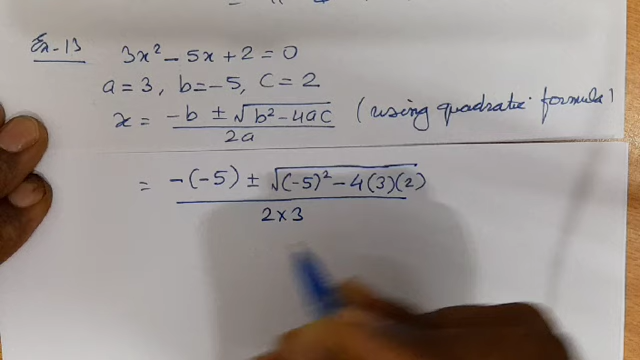 Ex-13
3x² - 5x + 2 = 0
a = 3, b = -5, C = 2
x = -b ± √b² - 4ac / 2a (using quadratic formula)
= -(-5) ± √(-5)² - 4(3)(2) / 2×3